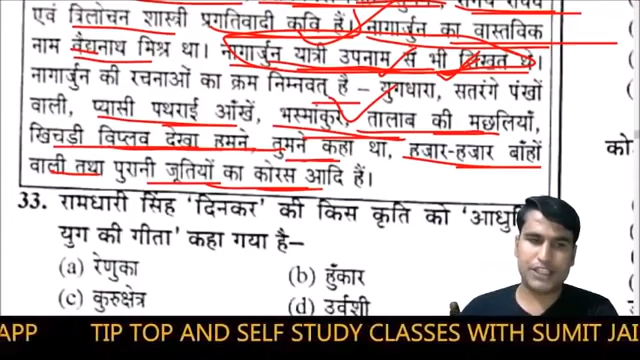 एवं त्रिलोचन शास्त्री प्रगतिवादी कवि हैं। नागार्जुन का वास्तविक
नाम वैद्यनाथ मिश्र था। नागार्जुन यात्री उपनाम से भी लिखते थे।
नागार्जुन की रचनाओं का क्रम निम्नवत् है – युगधारा, सतरंगे पंखों
वाली, प्यासी पथराई आँखें, भस्मांकुर, तालाब की मछलियाँ,
खिचड़ी विप्लव देखा हमने तुमने कहा था, हजार-हजार बाँहों
वाली तथा पुरानी जूतियों का कोरस आदि हैं।
33. रामधारी सिंह 'दिनकर' की किस कृति को
युग की गीता' कहा गया है–
(a) रेणुका (b) हुँकार
(c) कुरुक्षेत्र (d) उर्वशी
को
APP TIP TOP AND SELF STUDY CLASSES WITH SUMIT JAI